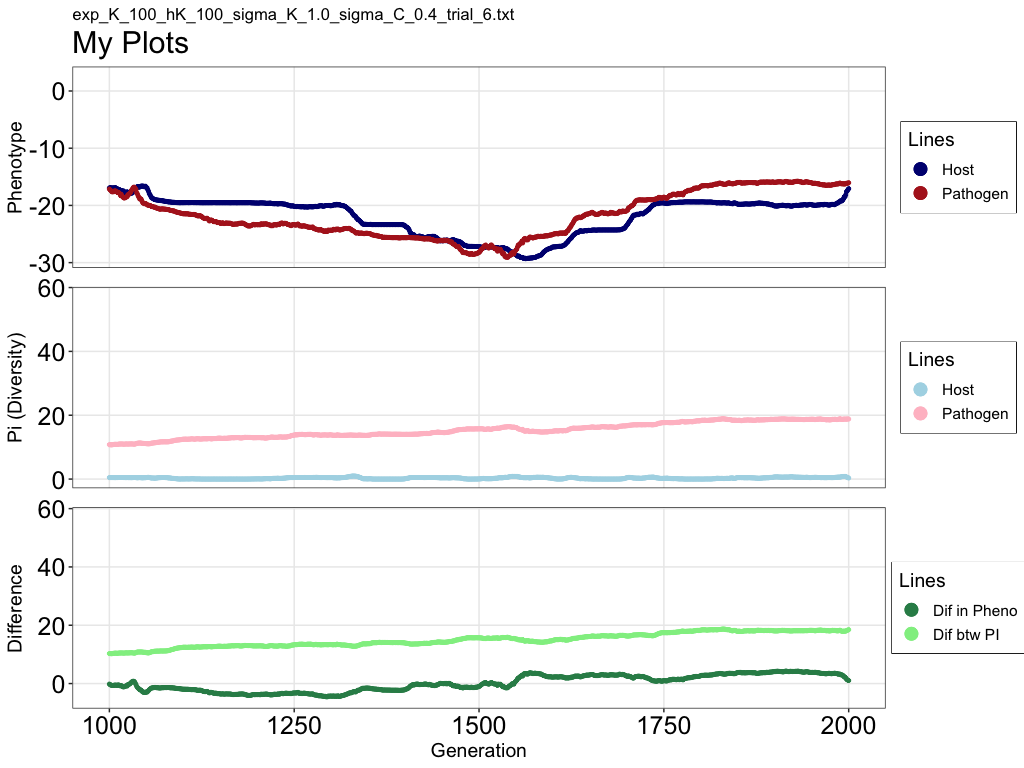 exp_K_100_hK_100_sigma_K_1.0_sigma_C_0.4_trial_6.txt
My Plots
Phenotype
0
-10
-20
-30
Lines
Host
Pathogen
Pi (Diversity)
60
40
20
0
Lines
Host
Pathogen
Difference
60
40
20
0
Lines
Dif in Pheno
Dif btw PI
1000 1250 1500 1750 2000
Generation